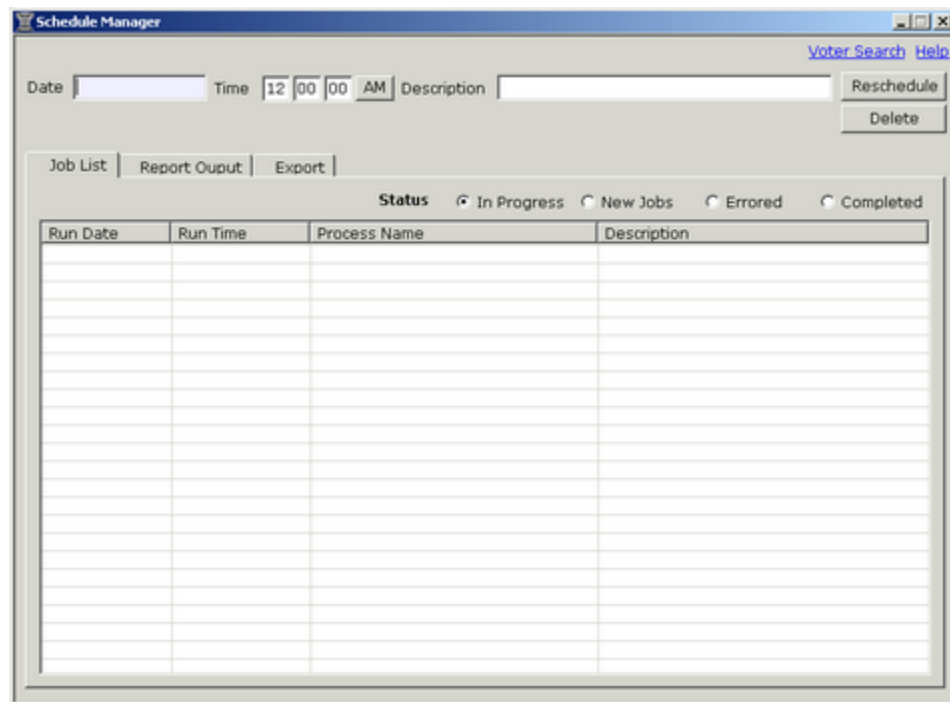 Schedule Manager
Voter Search Help
Date Time 12 00 00 AM Description Reschedule
Delete
Job List Report Ouput Export
Status In Progress New Jobs Errored Completed
Run Date Run Time Process Name Description